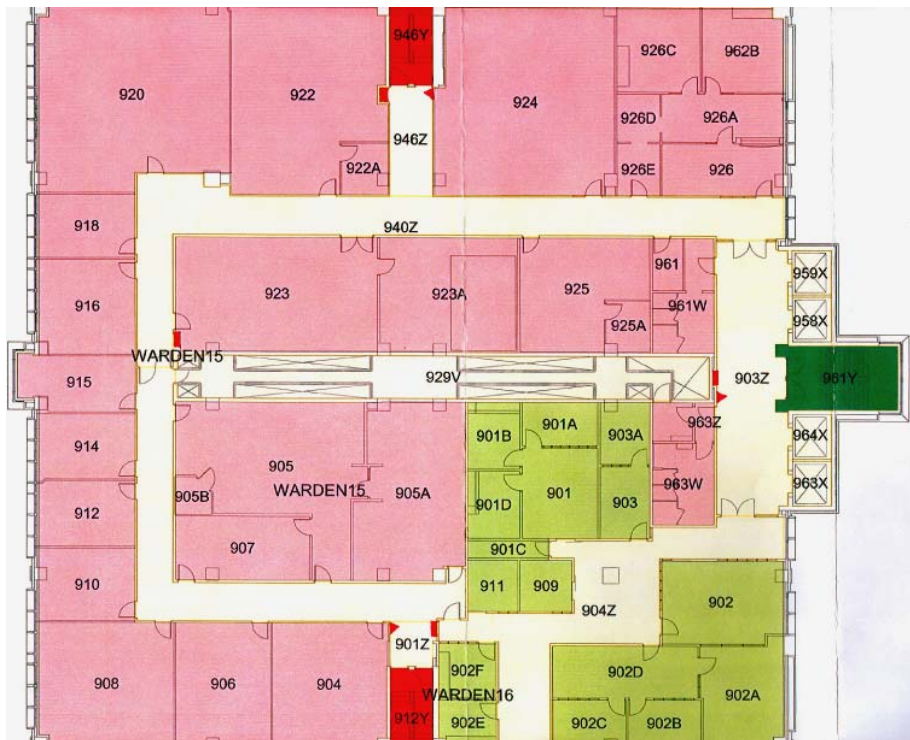 946Y
926C
962B
920
922
924
926D
926A
946Z
922A
926E
926
918
940Z
961
959X
923
923A
925
916
961W
958X
925A
WARDEN15
915
929V
903Z
961Y
901A
963Z
901B
903A
964X
914
905
963W
963X
905B
WARDEN15
905A
901D
901
903
912
907
901C
911
909
910
902
904Z
901Z
902F
902D
908
906
904
WARDEN16
902A
912Y
902E
902C
902B